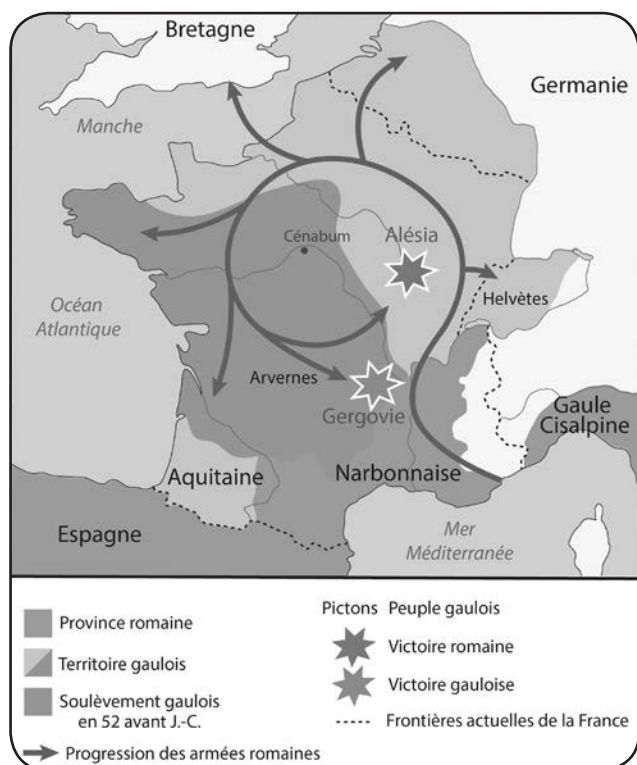 Bretagne
Germanie
Manche
Cénabum
Alésia
Océan
Atlantique
Helvètes
Arvernes
Gergovie
Gaule
Cisalpine
Aquitaine
Narbonnaise
Espagne
Mer
Méditerranée
Province romaine
Territoire gaulois
Soulèvement gaulois
en 52 avant J.-C.
Progression des armées romaines
Pictons Peuple gaulois
Victoire romaine
Victoire gauloise
Frontières actuelles de la France